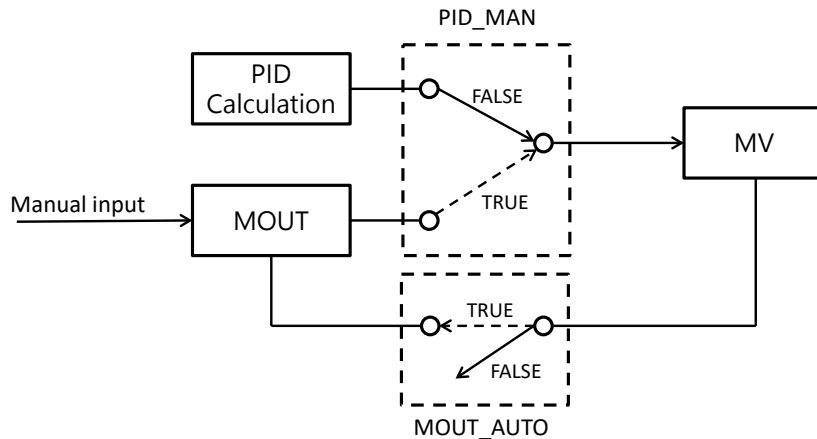 PID_MAN
PID
Calculation
FALSE
MV
Manual input
MOUT
TRUE
TRUE
FALSE
MOUT_AUTO